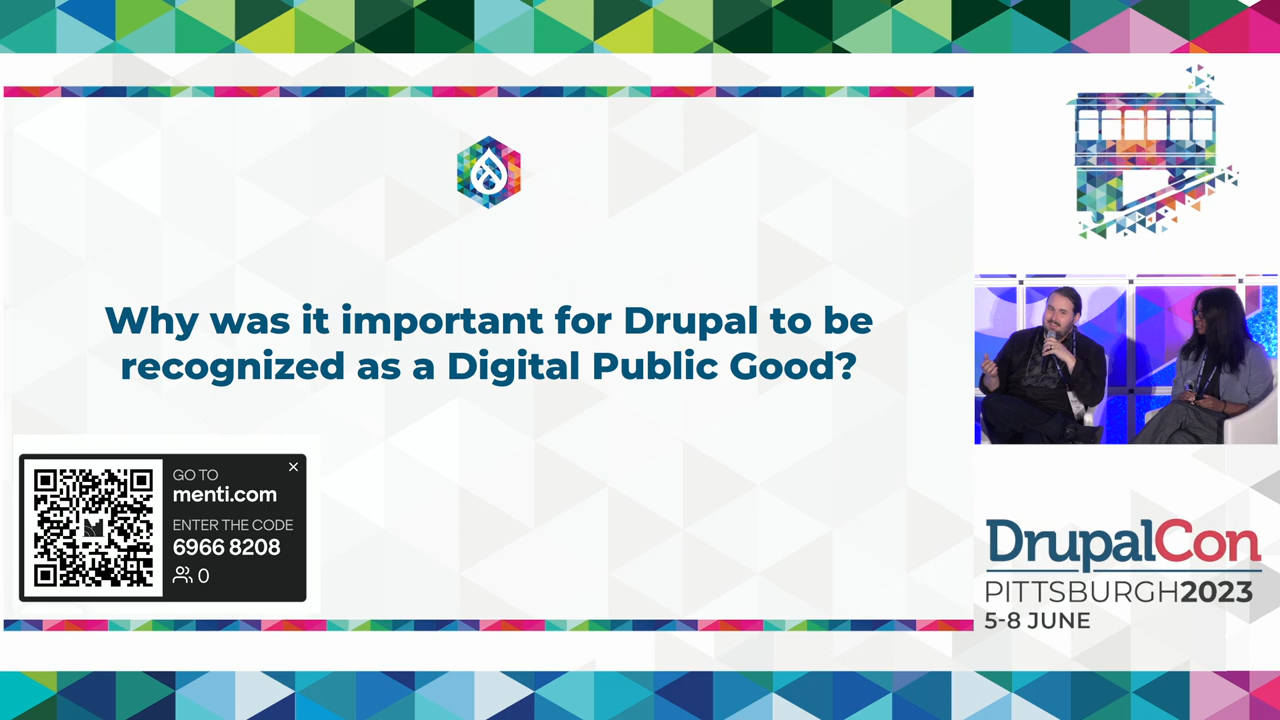 Why was it important for Drupal to be
recognized as a Digital Public Good?
GO TO
menti.com
ENTER THE CODE
6966 8208
0
DrupalCon
PITTSBURGH2023
5-8 JUNE